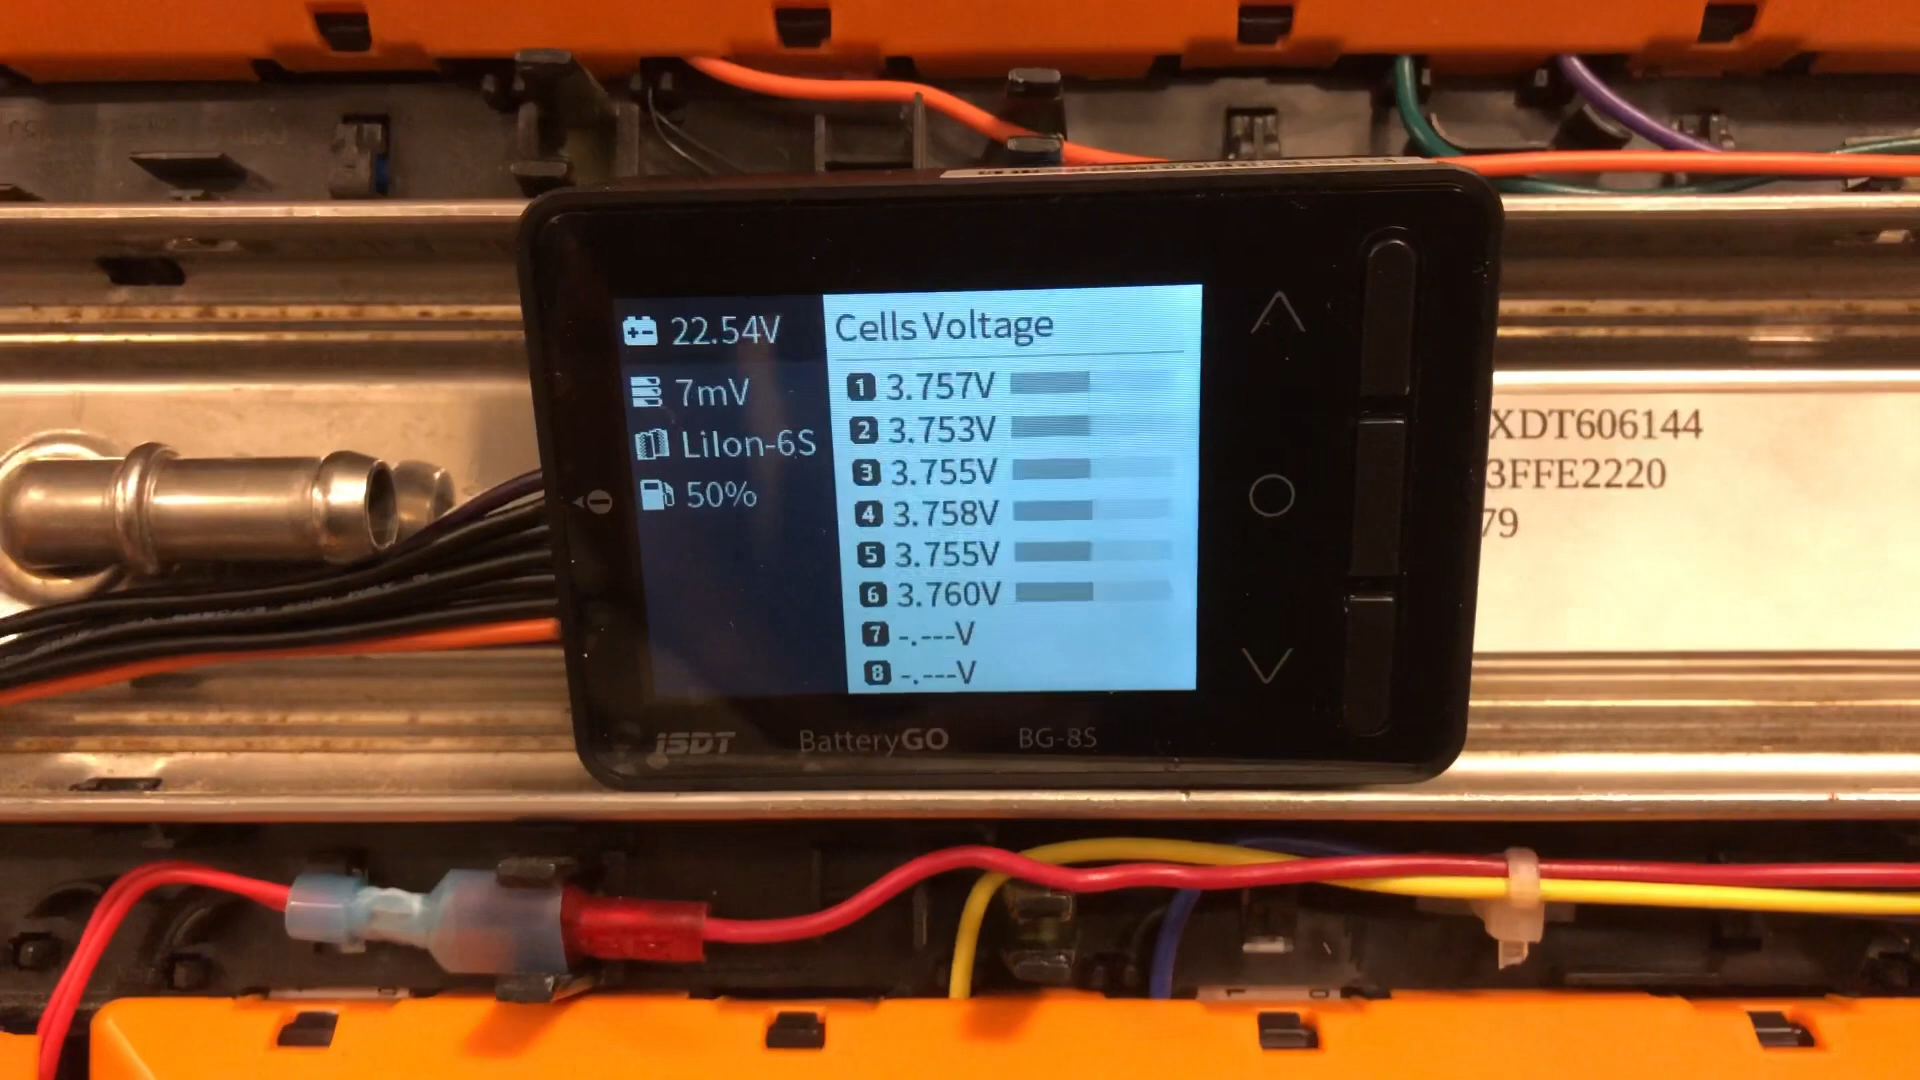 22.54V
7mV
LiIon-6S
50%
Cells Voltage
1 3.757V
2 3.753V
3 3.755V
4 3.758V
5 3.755V
6 3.760V
7 -.---V
8 -.---V
iSDT BatteryGO BG-8S
XDT606144
3FFE2220
79